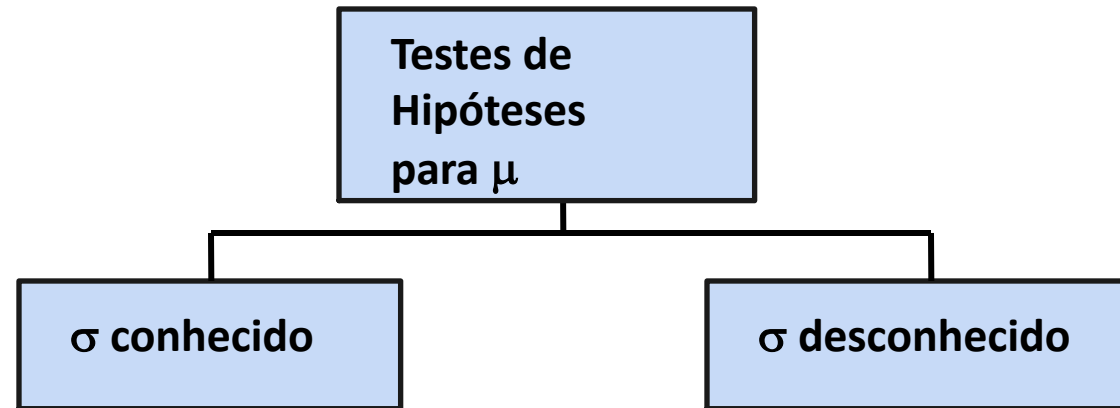 Testes de
Hipóteses
para μ
σ conhecido
σ desconhecido